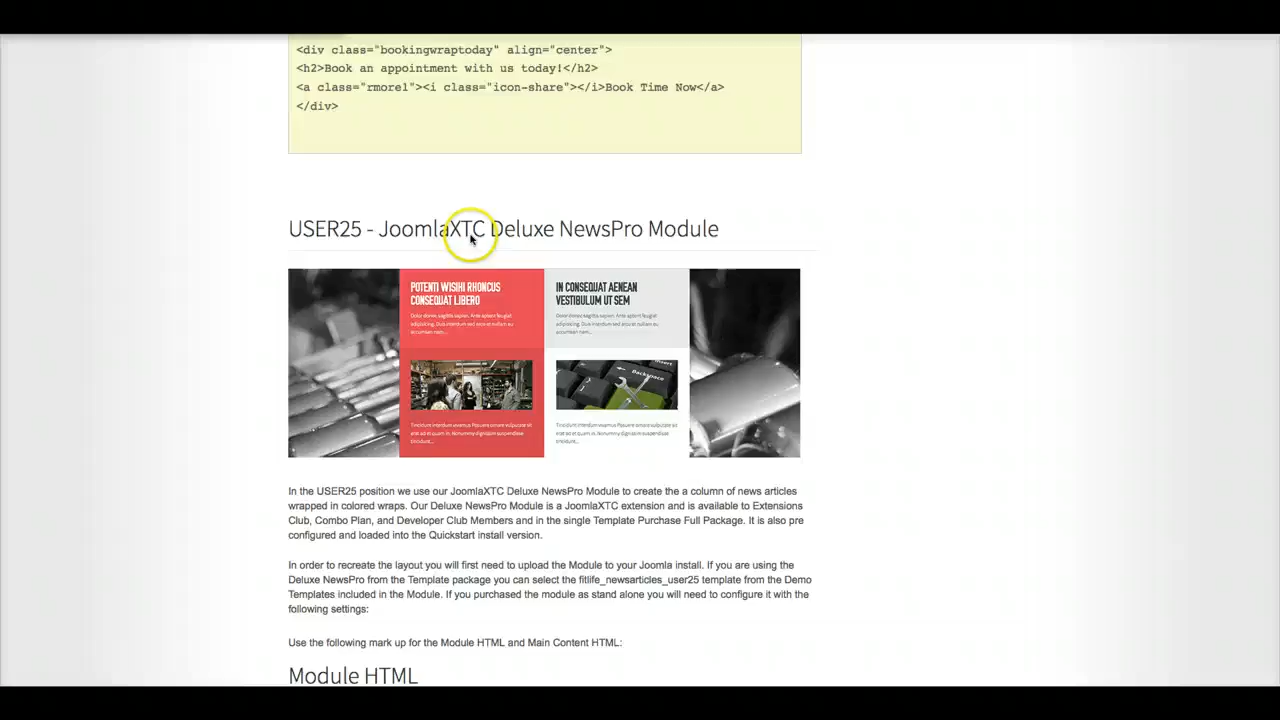 <div class="bookingwraptoday" align="center">
<h2>Book an appointment with us today!</h2>
<a class="rmore1"><i class="icon-share"></i>Book Time Now</a>
</div>
USER25 - JoomlaXTC Deluxe NewsPro Module
POTENTI WISIHI RHONCUS
CONSEQUAT LIBERO
IN CONSEQUAT AENEAN
VESTIBULUM UT SEM
Backspace
In the USER25 position we use our JoomlaXTC Deluxe NewsPro Module to create the a column of news articles
wrapped in colored wraps. Our Deluxe NewsPro Module is a JoomlaXTC extension and is available to Extensions
Club, Combo Plan, and Developer Club Members and in the single Template Purchase Full Package. It is also pre
configured and loaded into the Quickstart install version.
In order to recreate the layout you will first need to upload the Module to your Joomla install. If you are using the
Deluxe NewsPro from the Template package you can select the fitlife_newsarticles_user25 template from the Demo
Templates included in the Module. If you purchased the module as stand alone you will need to configure it with the
following settings:
Use the following mark up for the Module HTML and Main Content HTML:
Module HTML